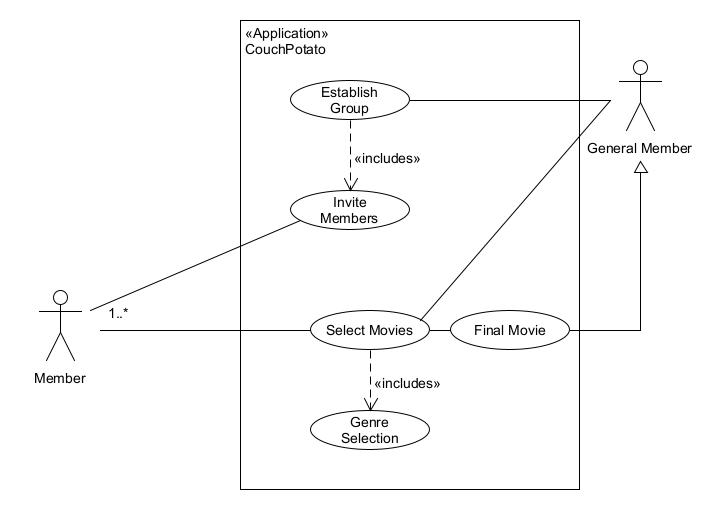 «Application»
CouchPotato
Establish
Group
General Member
«includes»
Invite
Members
1..*
Member
Select Movies
Final Movie
«includes»
Genre
Selection